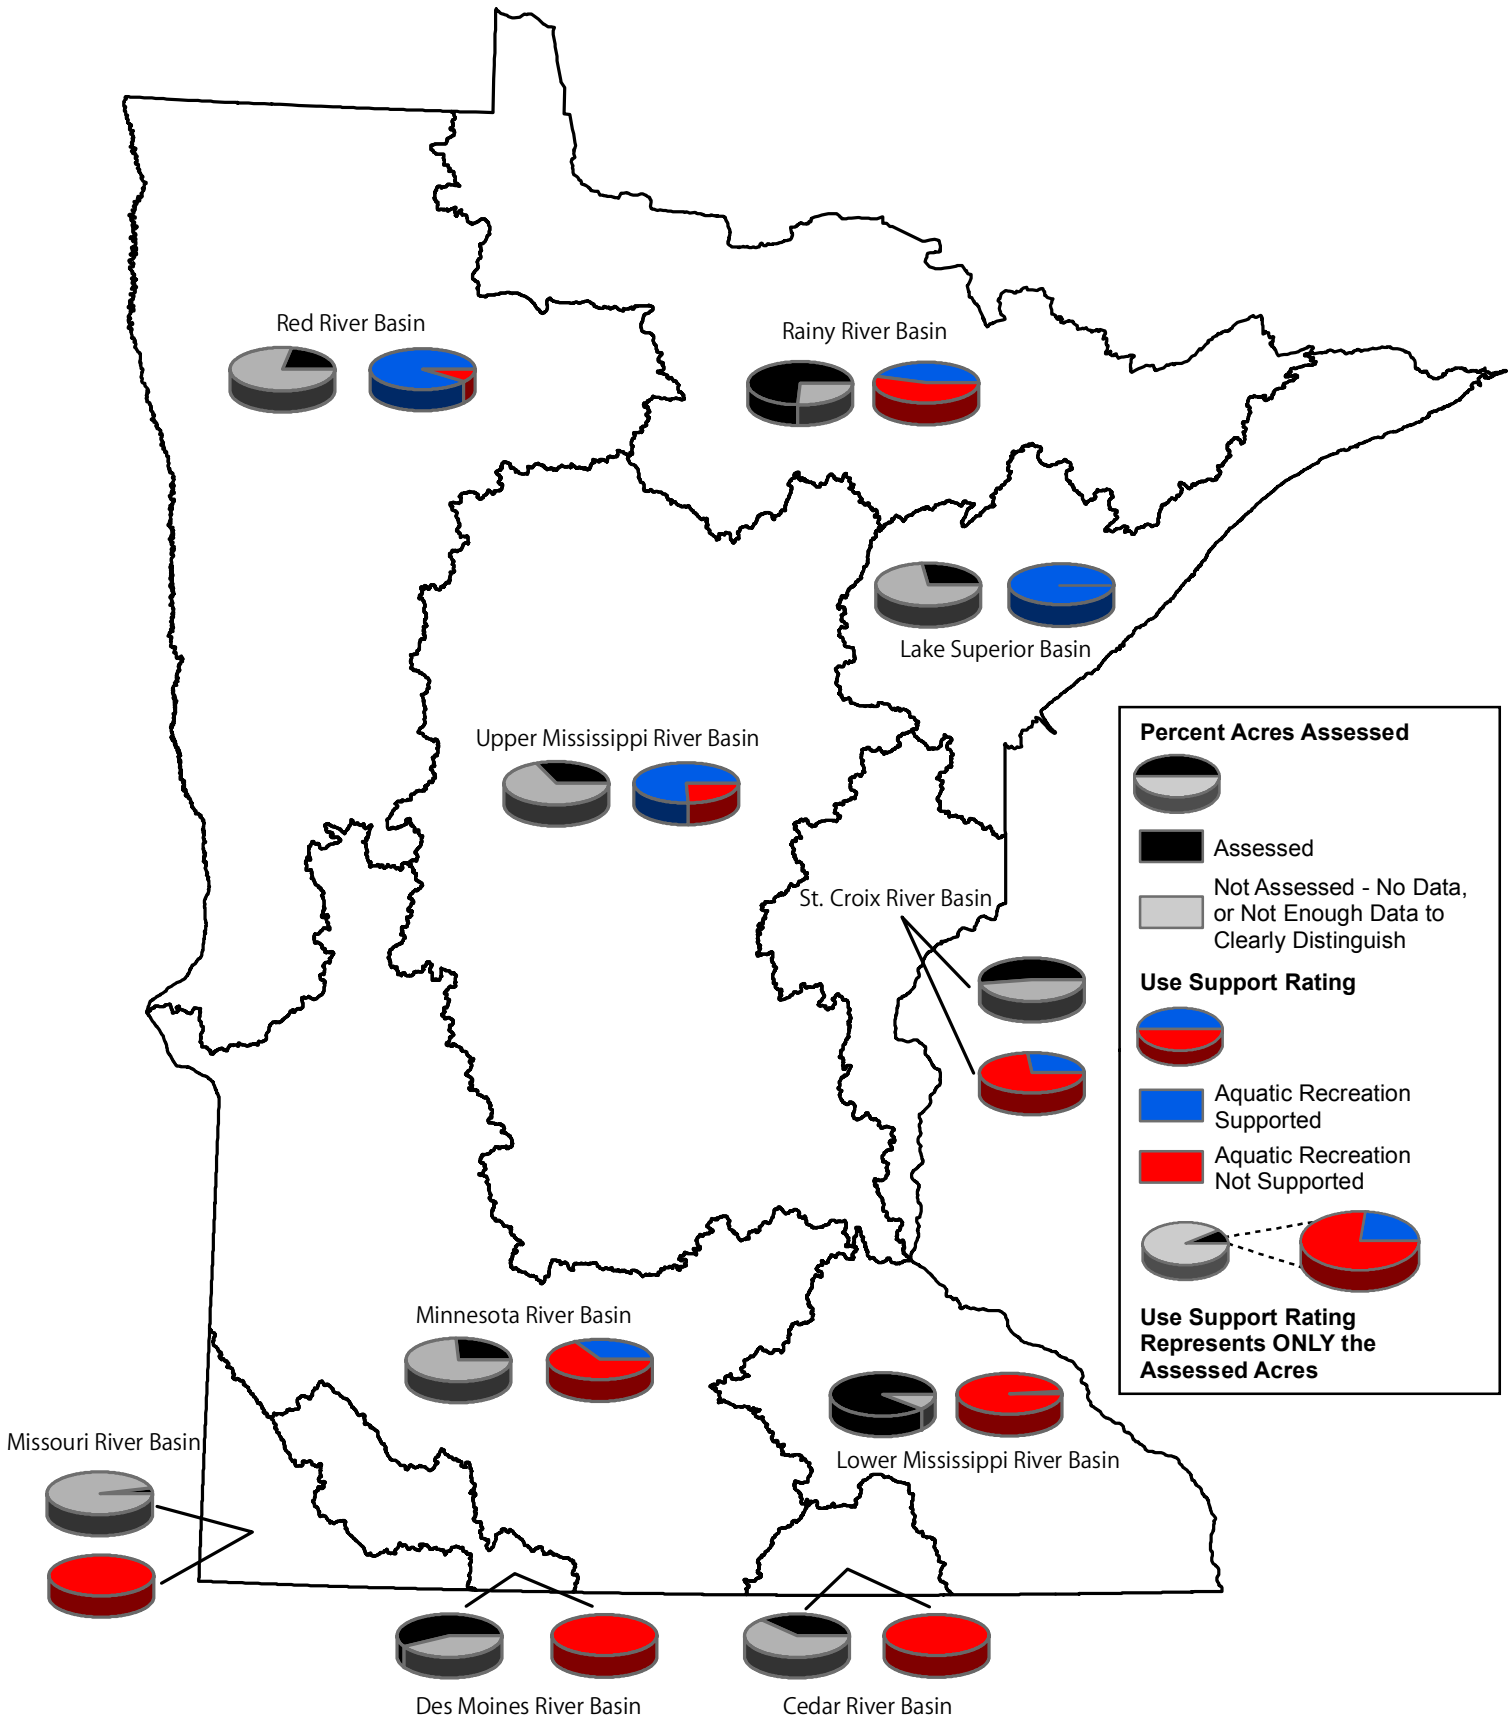 Red River Basin
Rainy River Basin
Lake Superior Basin
Upper Mississippi River Basin
St. Croix River Basin
Minnesota River Basin
Lower Mississippi River Basin
Missouri River Basin
Des Moines River Basin
Cedar River Basin
Percent Acres Assessed
Assessed
Not Assessed - No Data,
or Not Enough Data to
Clearly Distinguish
Use Support Rating
Aquatic Recreation
Supported
Aquatic Recreation
Not Supported
Use Support Rating
Represents ONLY the
Assessed Acres